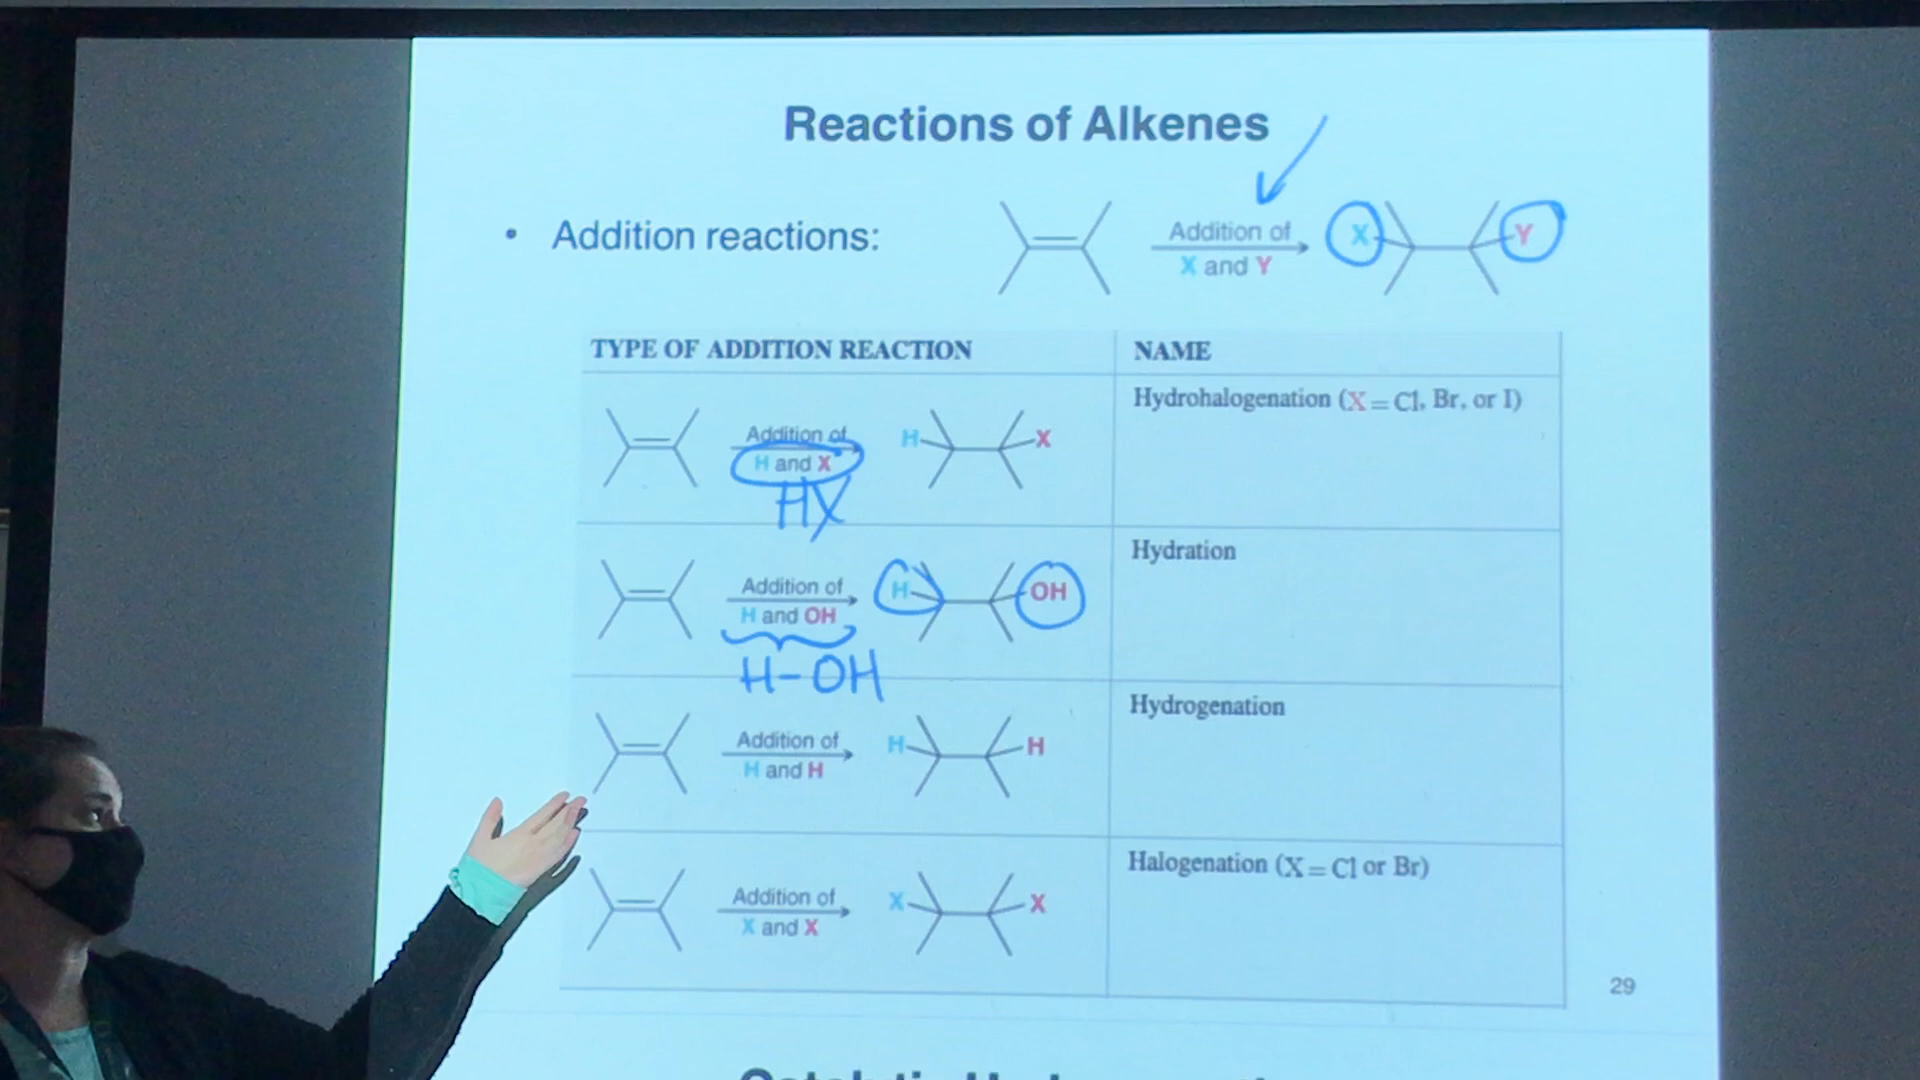 Reactions of Alkenes
• Addition reactions:
Addition of
X and Y
X
Y
TYPE OF ADDITION REACTION
NAME
Addition of
H and X
HX
H
X
Hydrohalogenation (X = Cl, Br, or I)
Addition of
H and OH
H-OH
H
OH
Hydration
Addition of
H and H
H
H
Hydrogenation
Addition of
X and X
X
X
Halogenation (X = Cl or Br)
29